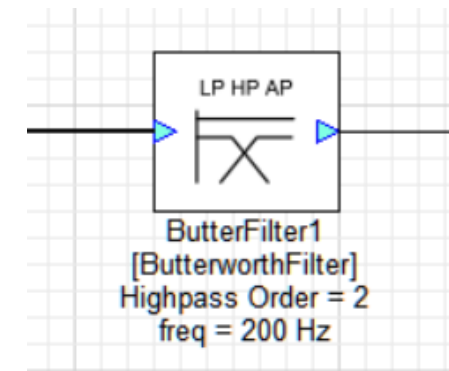 LP HP AP
ButterFilter1
[ButterworthFilter]
Highpass Order = 2
freq = 200 Hz